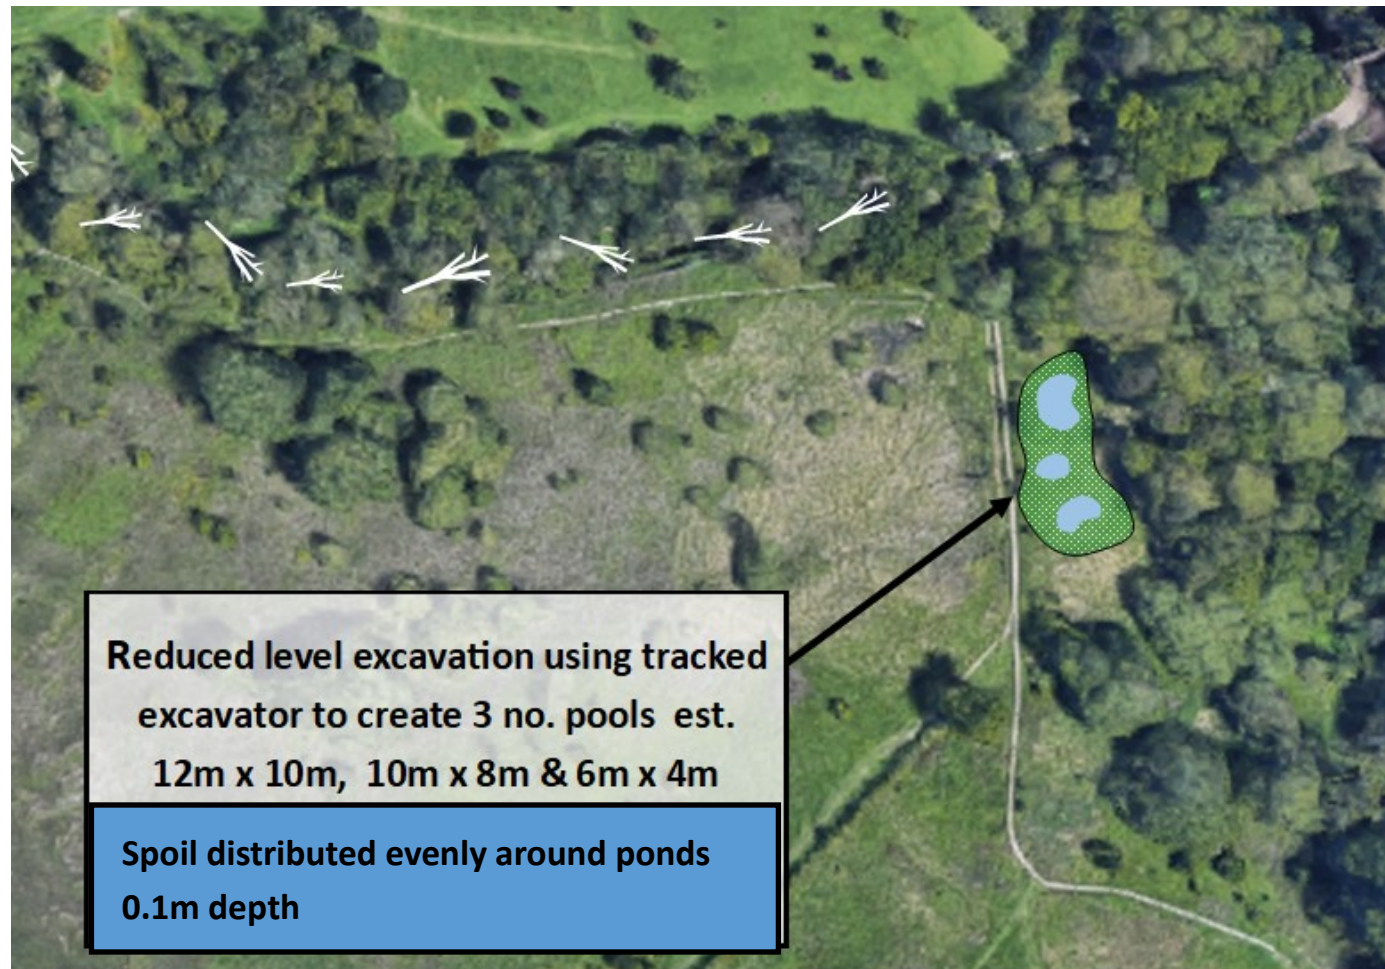 Reduced level excavation using tracked
excavator to create 3 no. pools est.
12m x 10m, 10m x 8m & 6m x 4m
Spoil distributed evenly around ponds
0.1m depth